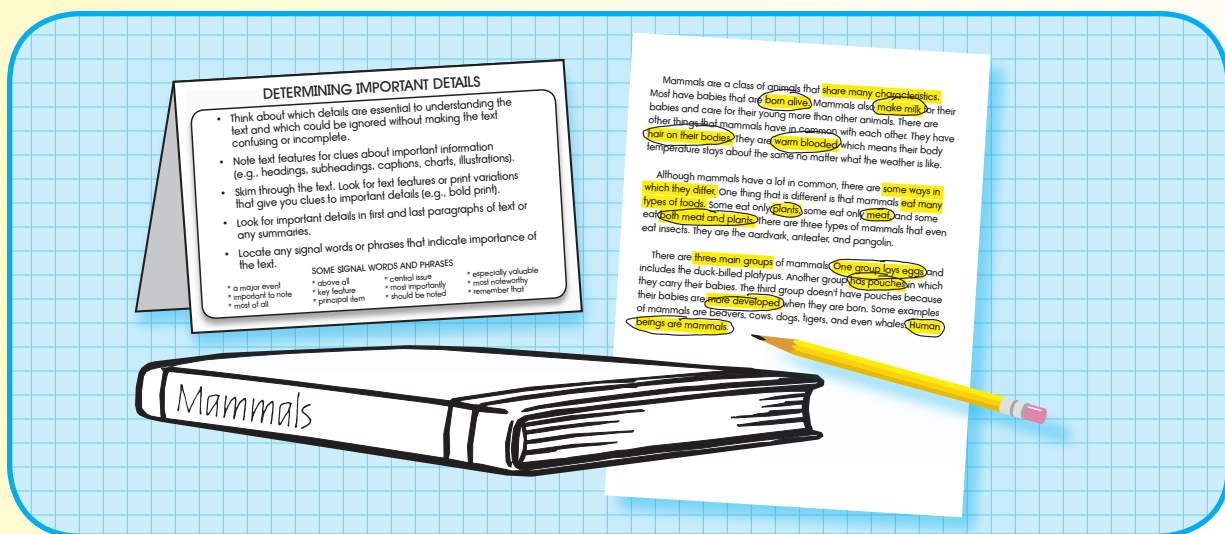 DETERMINING IMPORTANT DETAILS
• Think about which details are essential to understanding the
text and which could be ignored without making the text
confusing or incomplete.
• Note text features for clues about important information
(e.g., headings, subheadings, captions, charts, illustrations).
• Skim through the text. Look for text features or print variations
that give you clues to important details (e.g., bold print).
• Look for important details in first and last paragraphs of text or
any summaries.
• Locate any signal words or phrases that indicate importance of
the text.
SOME SIGNAL WORDS AND PHRASES
* a major event
* important to note
* most of all
* above all
* key feature
* principal item
* central issue
* most importantly
* should be noted
* especially valuable
* most noteworthy
* remember that
Mammals are a class of animals that share many characteristics.
Most have babies that are born alive. Mammals also make milk for their
babies and care for their young more than other animals. There are
other things that mammals have in common with each other. They have
hair on their bodies. They are warm blooded which means their body
temperature stays about the same no matter what the weather is like.
Although mammals have a lot in common, there are some ways in
which they differ. One thing that is different is that mammals eat many
types of foods. Some eat only plants, some eat only meat, and some
eat both meat and plants. There are three types of mammals that even
eat insects. They are the aardvark, anteater, and pangolin.
There are three main groups of mammals. One group lays eggs and
includes the duck-billed platypus. Another group has pouches in which
they carry their babies. The third group doesn't have pouches because
their babies are more developed when they are born. Some examples
of mammals are beavers, cows, dogs, tigers, and even whales. Human
beings are mammals.
Mammals